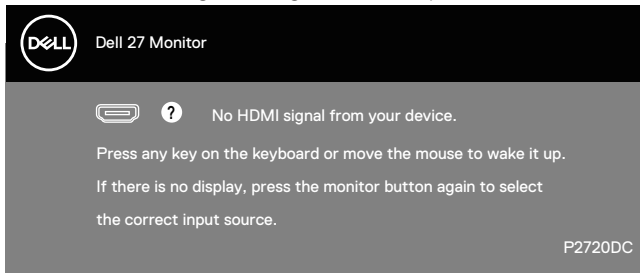 DELL
Dell 27 Monitor
? No HDMI signal from your device.
Press any key on the keyboard or move the mouse to wake it up.
If there is no display, press the monitor button again to select
the correct input source.
P2720DC